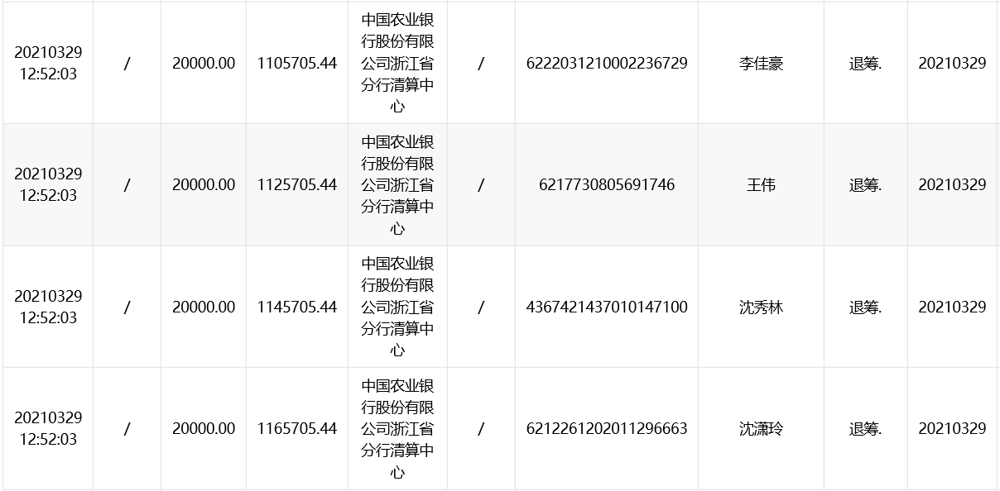 20210329
12:52:03
/
20000.00
1105705.44
中国农业银
行股份有限
公司浙江省
分行清算中
心
/
6222031210002236729
李佳豪
退筹.
20210329
20210329
12:52:03
/
20000.00
1125705.44
中国农业银
行股份有限
公司浙江省
分行清算中
心
/
6217730805691746
王伟
退筹.
20210329
20210329
12:52:03
/
20000.00
1145705.44
中国农业银
行股份有限
公司浙江省
分行清算中
心
/
4367421437010147100
沈秀林
退筹.
20210329
20210329
12:52:03
/
20000.00
1165705.44
中国农业银
行股份有限
公司浙江省
分行清算中
心
/
6212261202011296663
沈潇玲
退筹.
20210329